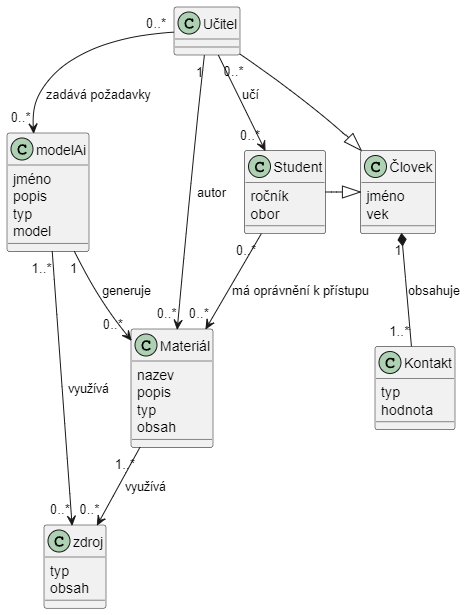 C Učitel
0..*
1
0..*
zadává požadavky
učí
0..*
0..*
C modelAi
jméno
popis
typ
model
C Student
ročník
obor
C Človek
jméno
vek
autor
1..*
1
0..*
1
generuje
má oprávnění k přístupu
obsahuje
0..*
0..*
0..*
1..*
C Materiál
nazev
popis
typ
obsah
C Kontakt
typ
hodnota
využívá
1..*
využívá
0..*
0..*
C zdroj
typ
obsah